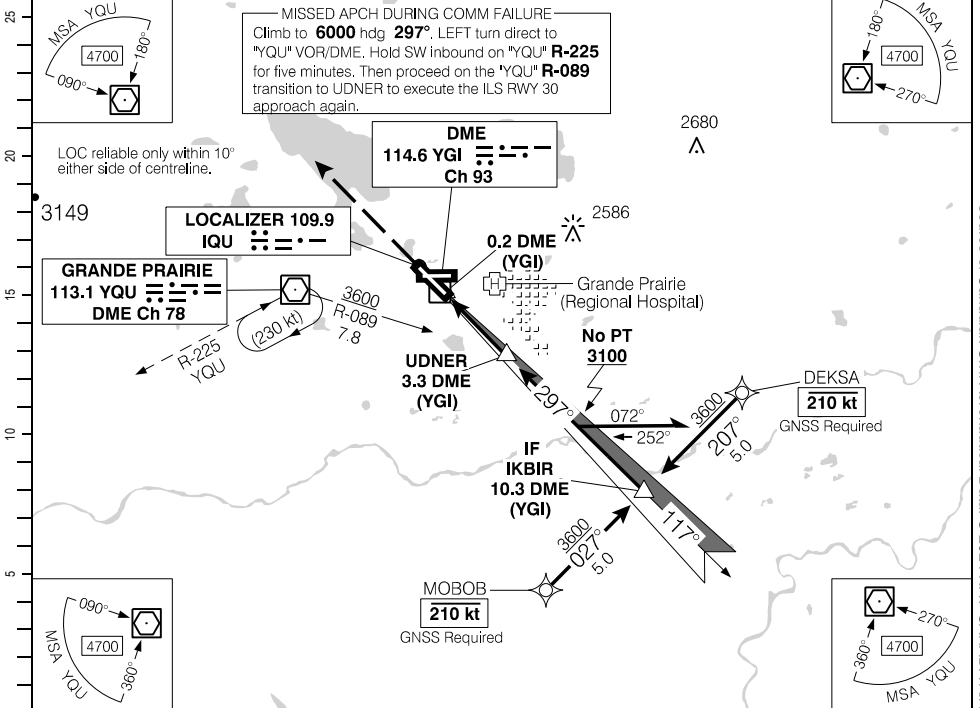 MISSED APCH DURING COMM FAILURE
Climb to 6000 hdg 297°. LEFT turn direct to
"YQU" VOR/DME. Hold SW inbound on "YQU" R-225
for five minutes. Then proceed on the "YQU" R-089
transition to UDNER to execute the ILS RWY 30
approach again.
MSA YQU
4700
180°
090°
MSA YQU
4700
180°
270°
25
20
15
10
5
LOC reliable only within 10°
either side of centreline.
3149
DME
114.6 YGI
Ch 93
2680
2586
LOCALIZER 109.9
IQU
0.2 DME
(YGI)
GRANDE PRAIRIE
113.1 YQU
DME Ch 78
H
Grande Prairie
(Regional Hospital)
3600
R-089
7.8
(230 kt)
R-225
YQU
No PT
3100
UDNER
3.3 DME
(YGI)
297°
DEKSA
210 kt
GNSS Required
3600
207°
5.0
072°
252°
IF
IKBIR
10.3 DME
(YGI)
117°
3600
027°
5.0
MOBOB
210 kt
GNSS Required
090°
4700
360°
MSA YQU
270°
4700
360°
MSA YQU